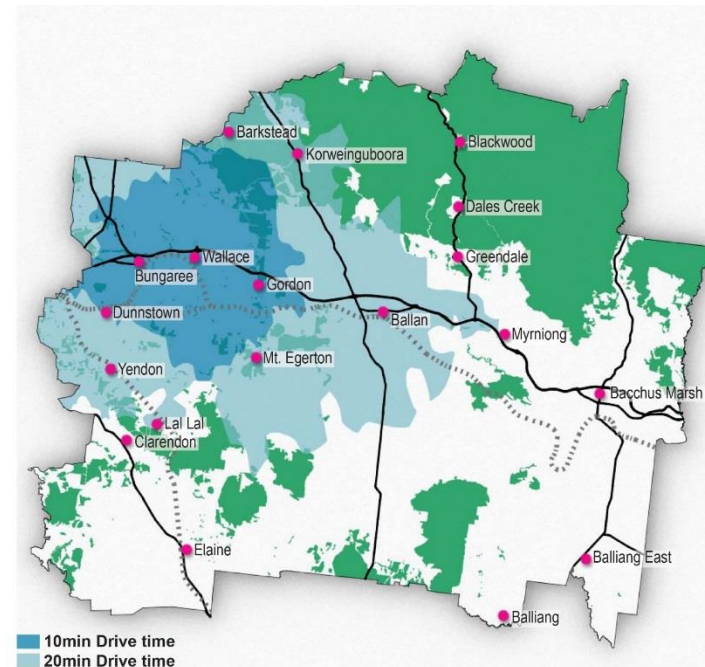 Barkstead
Korweinguboora
Blackwood
Dales Creek
Wallace
Bungaree
Greendale
Gordon
Dunnstown
Ballan
Myrniong
Mt. Egerton
Yendon
Bacchus Marsh
Lal Lal
Clarendon
Elaine
Balliang East
Balliang
10min Drive time
20min Drive time